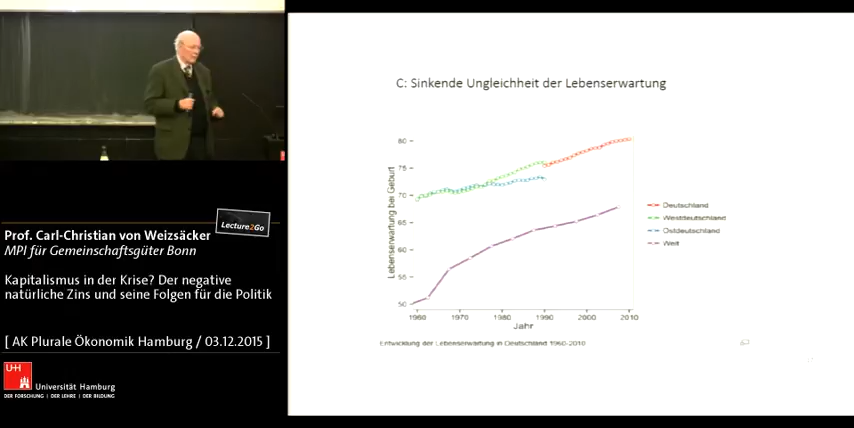 C: Sinkende Ungleichheit der Lebenserwartung
80
75
70
65
60
55
50
Lebenserwartung bei Geburt
1960 1970 1980 1990 2000 2010
Jahr
Deutschland
Westdeutschland
Ostdeutschland
Welt
Entwicklung der Lebenserwartung in Deutschland 1960-2010
Lecture2Go
Prof. Carl-Christian von Weizsäcker
MPI für Gemeinschaftsgüter Bonn
Kapitalismus in der Krise? Der negative
natürliche Zins und seine Folgen für die Politik
[ AK Plurale Ökonomik Hamburg / 03.12.2015 ]
UH
Universität Hamburg
DER FORSCHUNG | DER LEHRE | DER BILDUNG